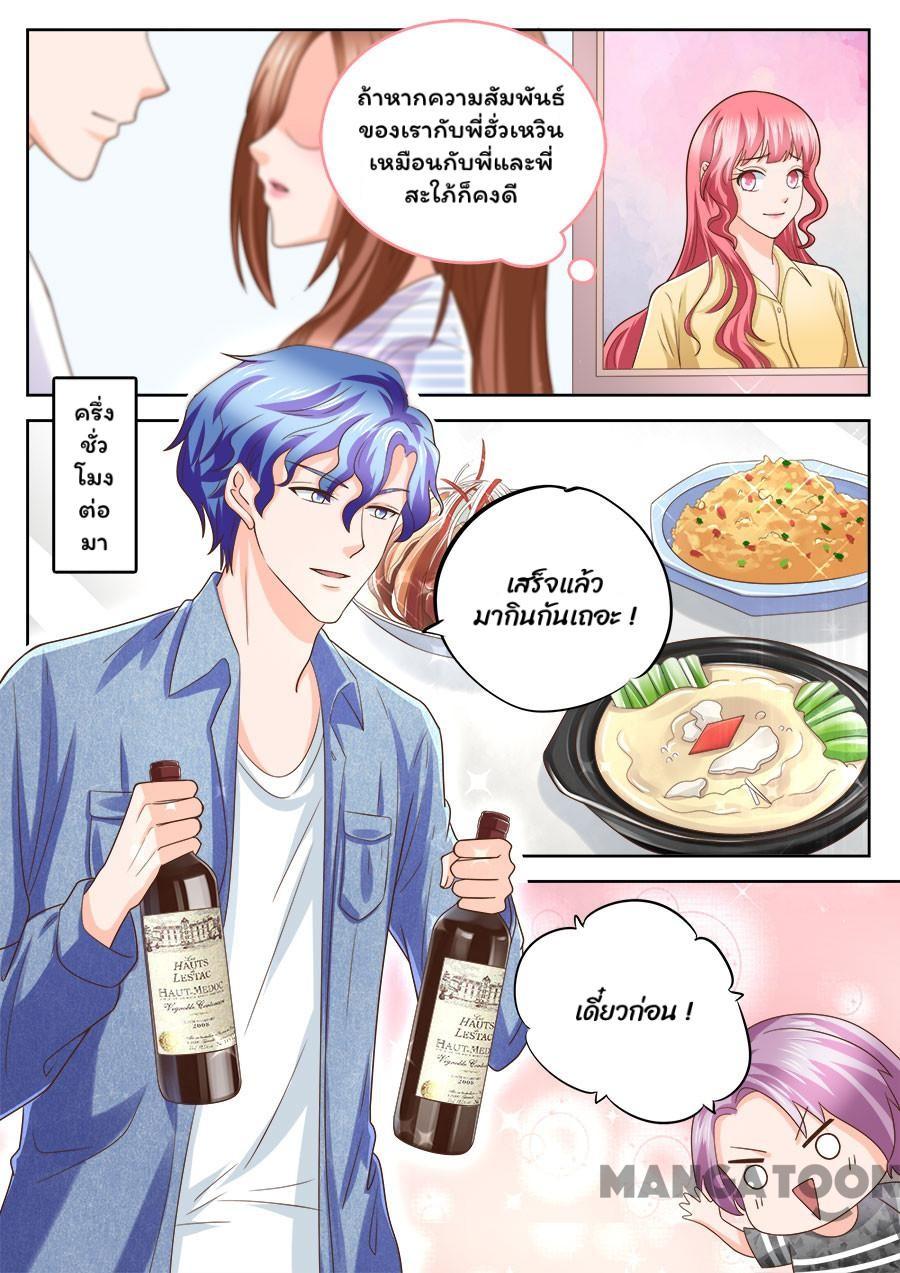 ถ้าหากความสัมพันธ์
ของเรากับพี่ฮั่วเหวิน
เหมือนกับพี่และพี่
สะใภ้ก็คงดี
ครึ่ง
ชั่ว
โมง
ต่อ
มา
เสร็จแล้ว
มากินกันเถอะ !
HAUTS
LESTAC
HAUT-MEDOC
2008
HAUTS
LESTAC
HAUT-MEDOC
2008
เดี๋ยวก่อน !
MANGATOON